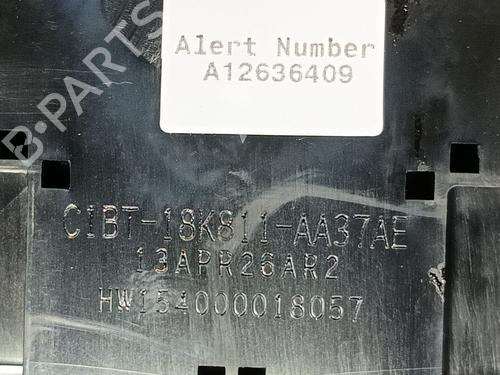 Alert Number
A12636409
B-PARTS
C1BT-18K811-AA37AE
13APR26AR2
HW154000018057